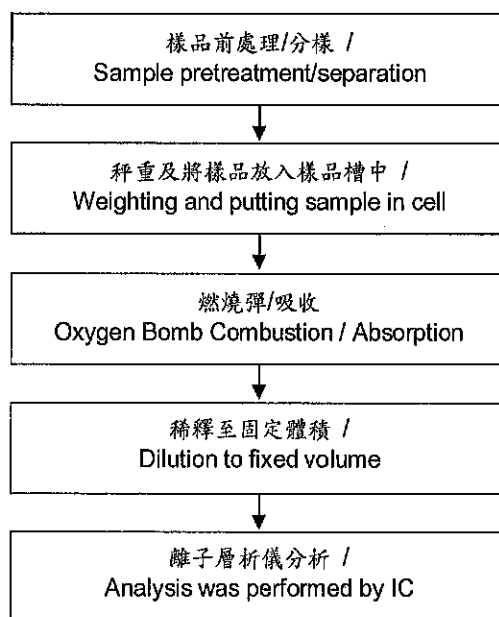 樣品前處理/分樣 /
Sample pretreatment/separation
秤重及將樣品放入樣品槽中 /
Weighting and putting sample in cell
燃燒彈/吸收
Oxygen Bomb Combustion / Absorption
稀釋至固定體積 /
Dilution to fixed volume
離子層析儀分析 /
Analysis was performed by IC